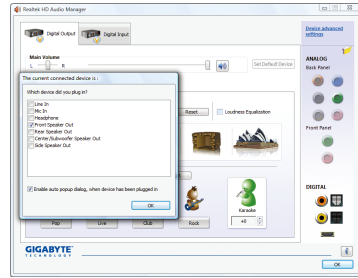 Realtek HD Audio Manager
Digital Output
Digital Input
Device advanced settings
Main Volume
L
R
Set Default Device
ANALOG
Back Panel
The current connected device is :
Which device did you plug in?
Line In
Mic In
Headphone
Front Speaker Out
Rear Speaker Out
Center/Subwoofer Speaker Out
Side Speaker Out
Enable auto popup dialog, when device has been plugged in
OK
Reset
Loudness Equalization
Front Panel
Karaoke
Pop
Live
Club
Rock
+0
DIGITAL
GIGABYTE
TECHNOLOGY
OK